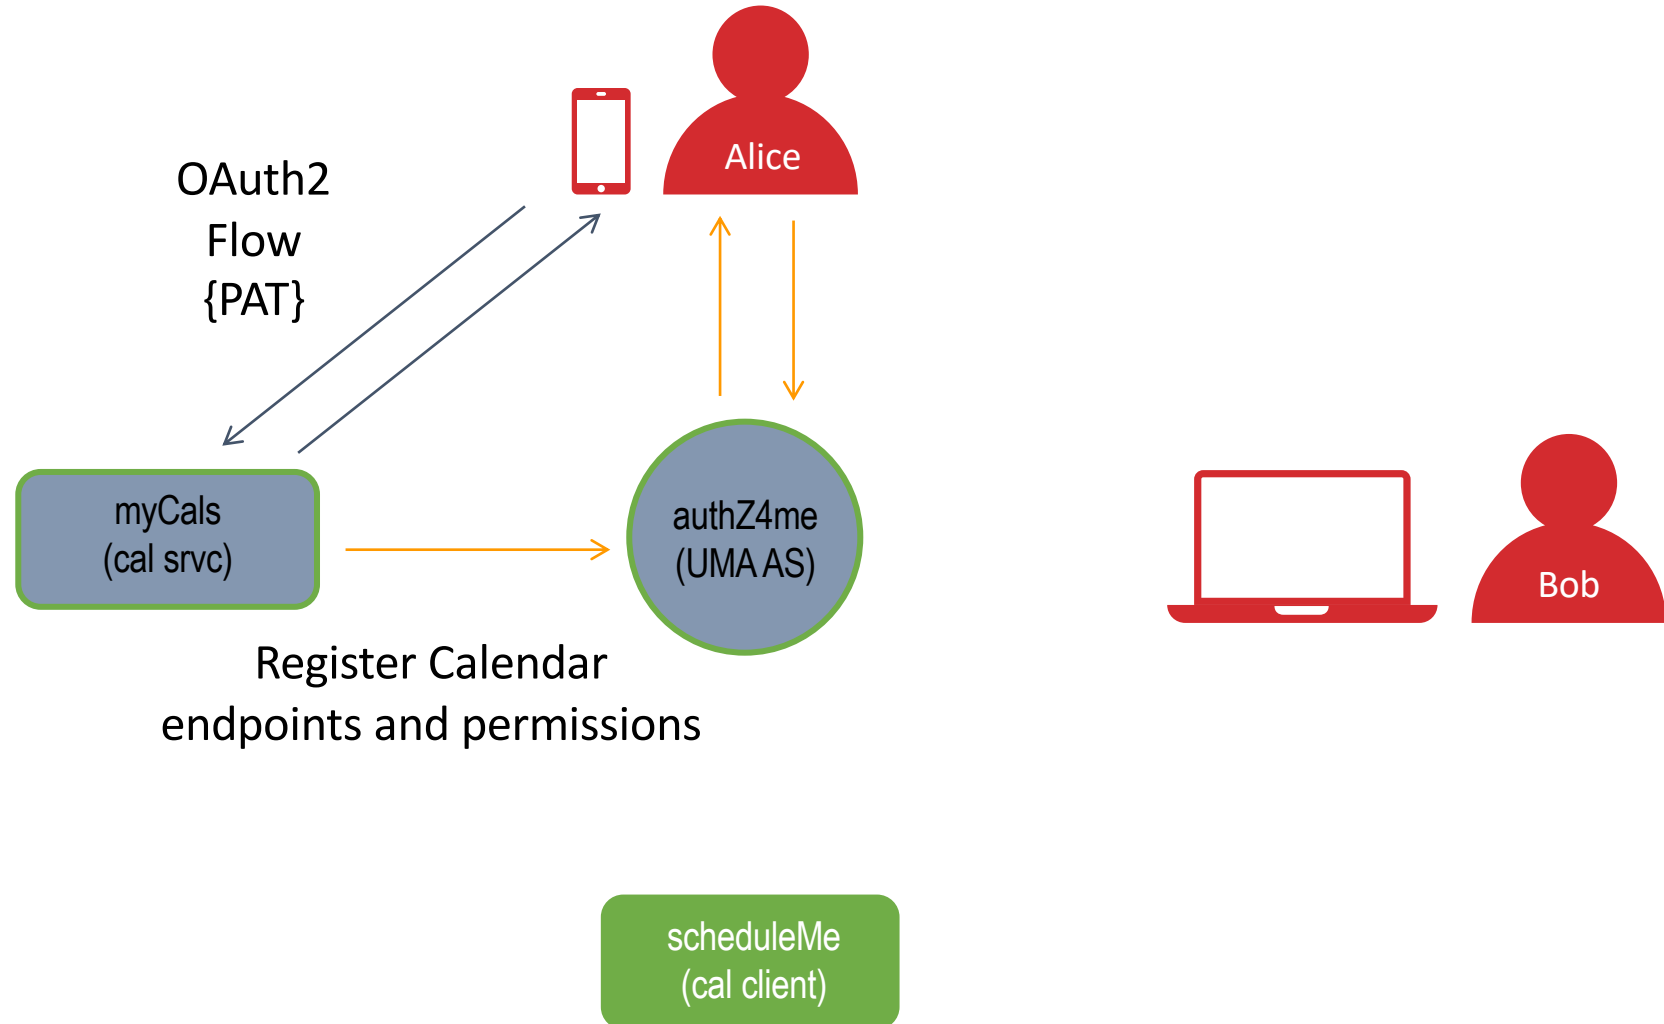 Alice
OAuth2
Flow
{PAT}
myCals
(cal srvc)
authZ4me
(UMA AS)
Bob
Register Calendar
endpoints and permissions
scheduleMe
(cal client)